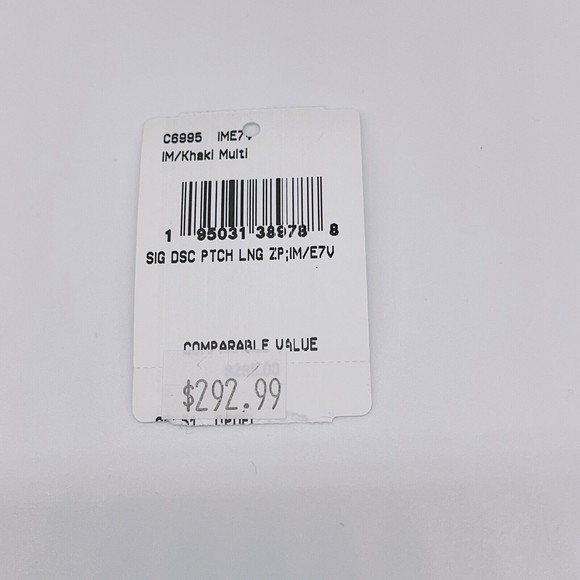 C6995 IME7V
IM/Khaki Multi
1 95031 38978 8
SIG DSC PTCH LNG ZP;IM/E7V
COMPARABLE VALUE
$292.99